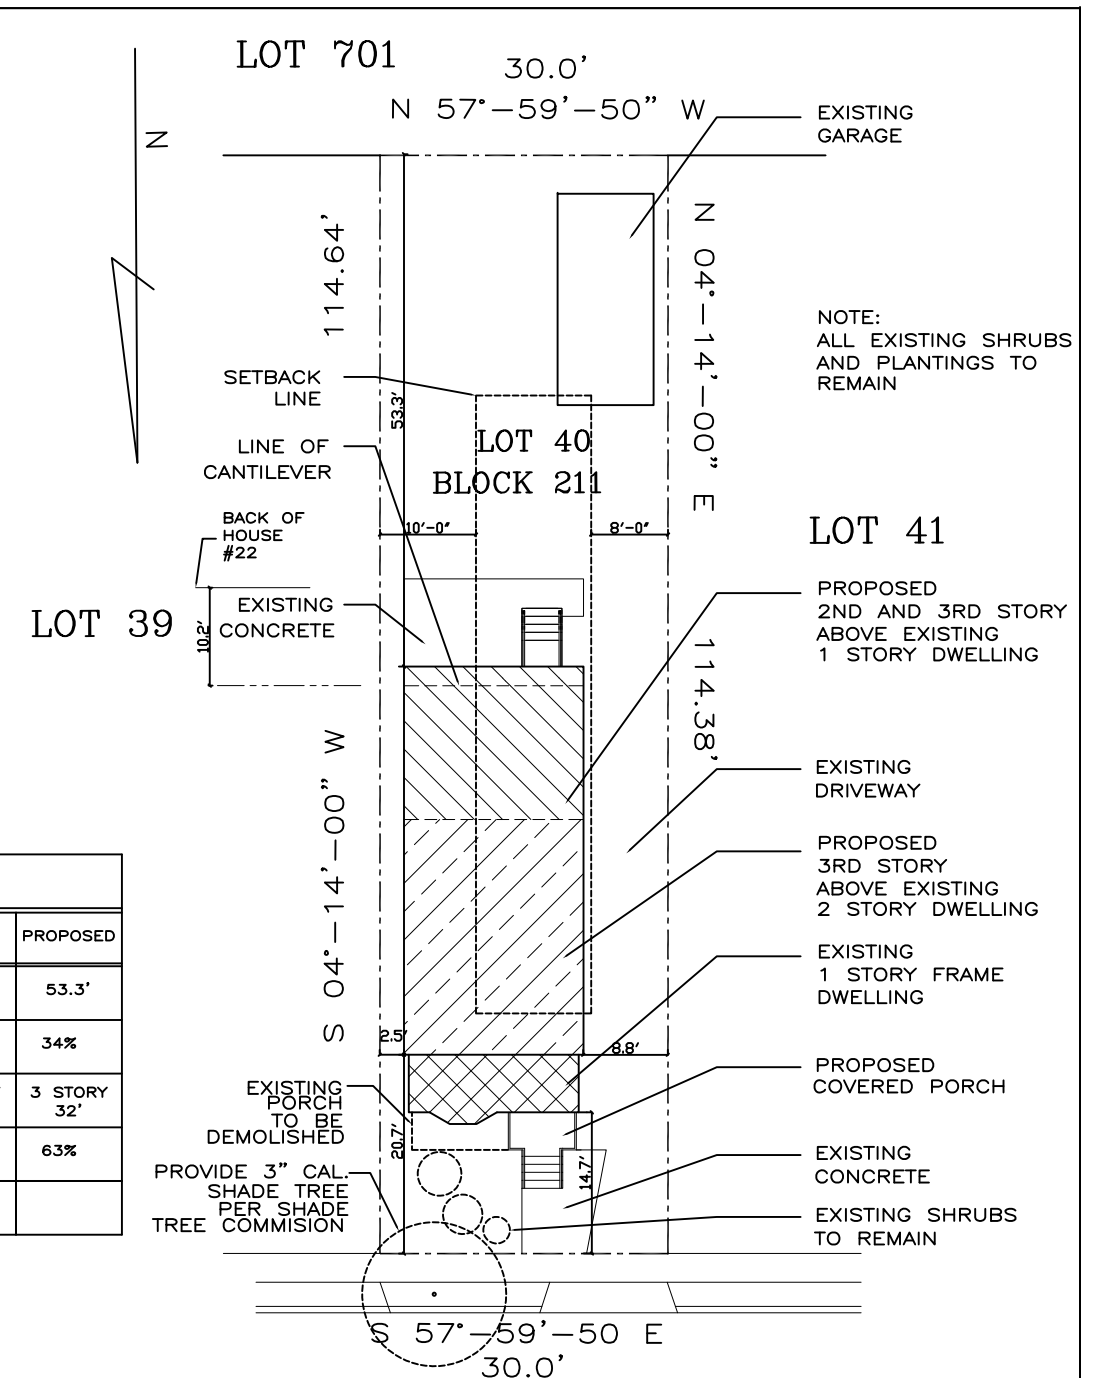 LOT 701
30.0'
N 57°-59'-50" W
N
EXISTING
GARAGE
114.64'
N 04°-14'-00" E
NOTE:
ALL EXISTING SHRUBS
AND PLANTINGS TO
REMAIN
SETBACK
LINE
53.3'
LINE OF
CANTILEVER
LOT 40
BLOCK 211
BACK OF
HOUSE
#22
10'-0"
8'-0"
LOT 41
LOT 39
10.2'
EXISTING
CONCRETE
PROPOSED
2ND AND 3RD STORY
ABOVE EXISTING
1 STORY DWELLING
114.38'
S 04°-14'-00" W
EXISTING
DRIVEWAY
PROPOSED
3RD STORY
ABOVE EXISTING
2 STORY DWELLING
PROPOSED
53.3'
34%
3 STORY
32'
63%
EXISTING
1 STORY FRAME
DWELLING
2.5'
8.8'
PROPOSED
COVERED PORCH
EXISTING
PORCH
TO BE
DEMOLISHED
20.7'
14.7'
EXISTING
CONCRETE
PROVIDE 3" CAL.
SHADE TREE
PER SHADE
TREE COMMISION
EXISTING SHRUBS
TO REMAIN
S 57°-59'-50 E
30.0'